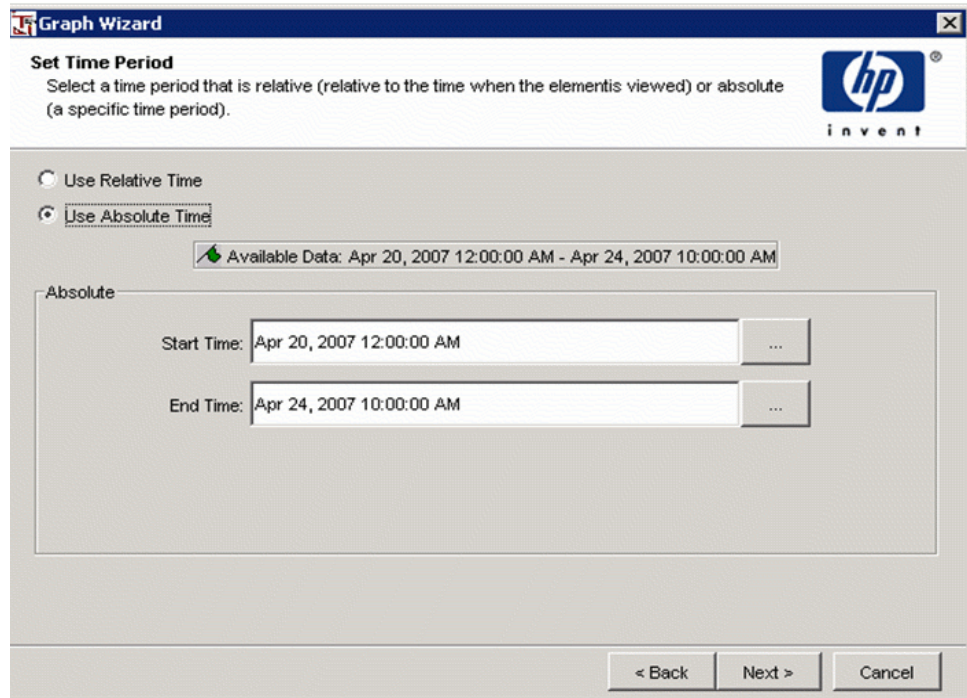 Graph Wizard
Set Time Period
Select a time period that is relative (relative to the time when the elementis viewed) or absolute
(a specific time period).
hp
®
invent
Use Relative Time
Use Absolute Time
Available Data: Apr 20, 2007 12:00:00 AM - Apr 24, 2007 10:00:00 AM
Absolute
Start Time: Apr 20, 2007 12:00:00 AM ...
End Time: Apr 24, 2007 10:00:00 AM ...
< Back Next > Cancel